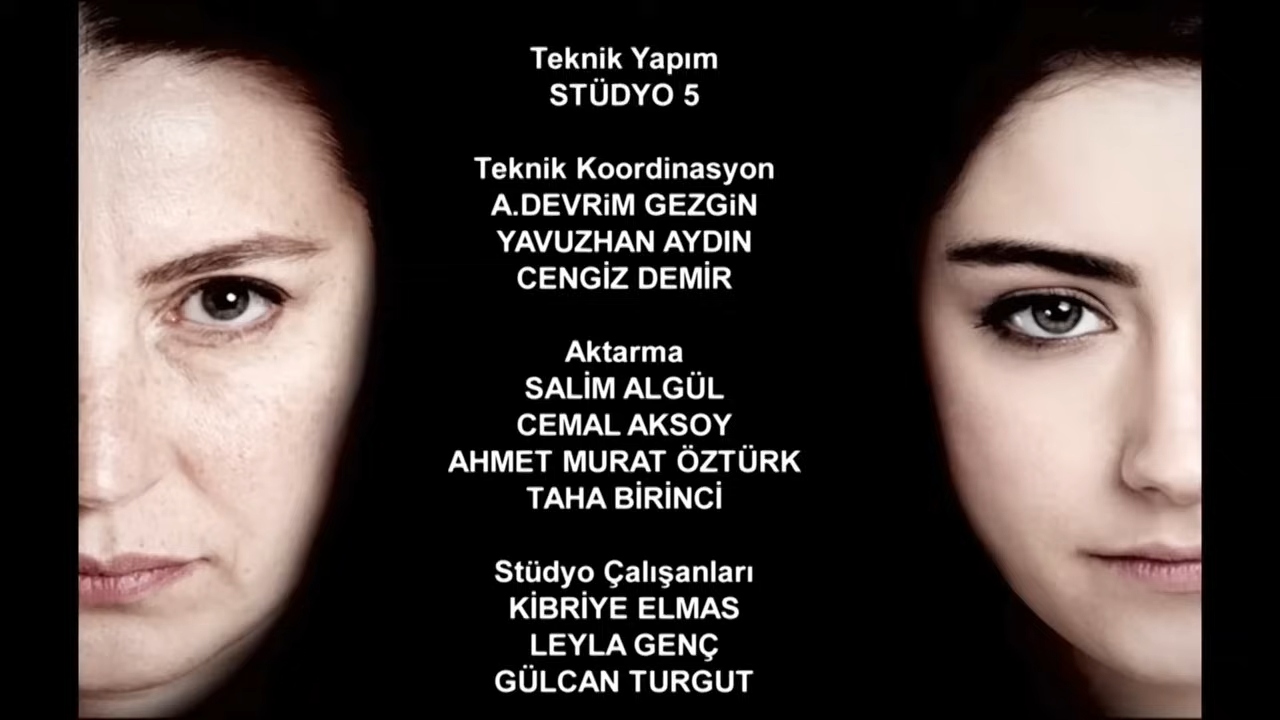 Teknik Yapım
STÜDYO 5
Teknik Koordinasyon
A.DEVRiM GEZGiN
YAVUZHAN AYDIN
CENGİZ DEMİR
Aktarma
SALİM ALGÜL
CEMAL AKSOY
AHMET MURAT ÖZTÜRK
TAHA BİRİNCİ
Stüdyo Çalışanları
KİBRİYE ELMAS
LEYLA GENÇ
GÜLCAN TURGUT